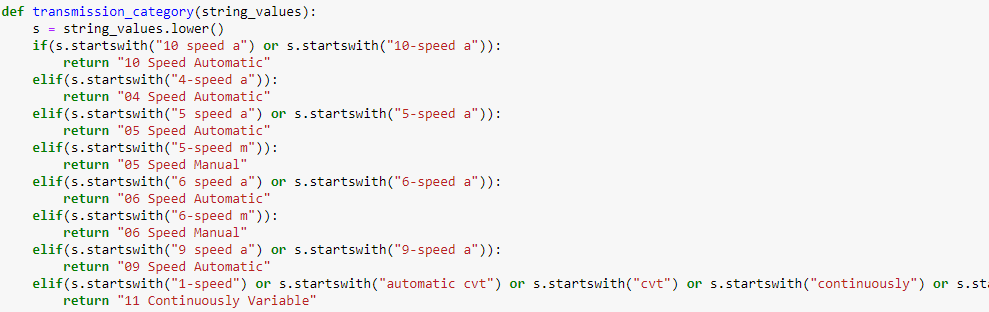 def transmission_category(string_values):
    s = string_values.lower()
    if(s.startswith("10 speed a") or s.startswith("10-speed a")):
        return "10 Speed Automatic"
    elif(s.startswith("4-speed a")):
        return "04 Speed Automatic"
    elif(s.startswith("5 speed a") or s.startswith("5-speed a")):
        return "05 Speed Automatic"
    elif(s.startswith("5-speed m")):
        return "05 Speed Manual"
    elif(s.startswith("6 speed a") or s.startswith("6-speed a")):
        return "06 Speed Automatic"
    elif(s.startswith("6-speed m")):
        return "06 Speed Manual"
    elif(s.startswith("9 speed a") or s.startswith("9-speed a")):
        return "09 Speed Automatic"
    elif(s.startswith("1-speed") or s.startswith("automatic cvt") or s.startswith("cvt") or s.startswith("continuously") or s.st
        return "11 Continuously Variable"